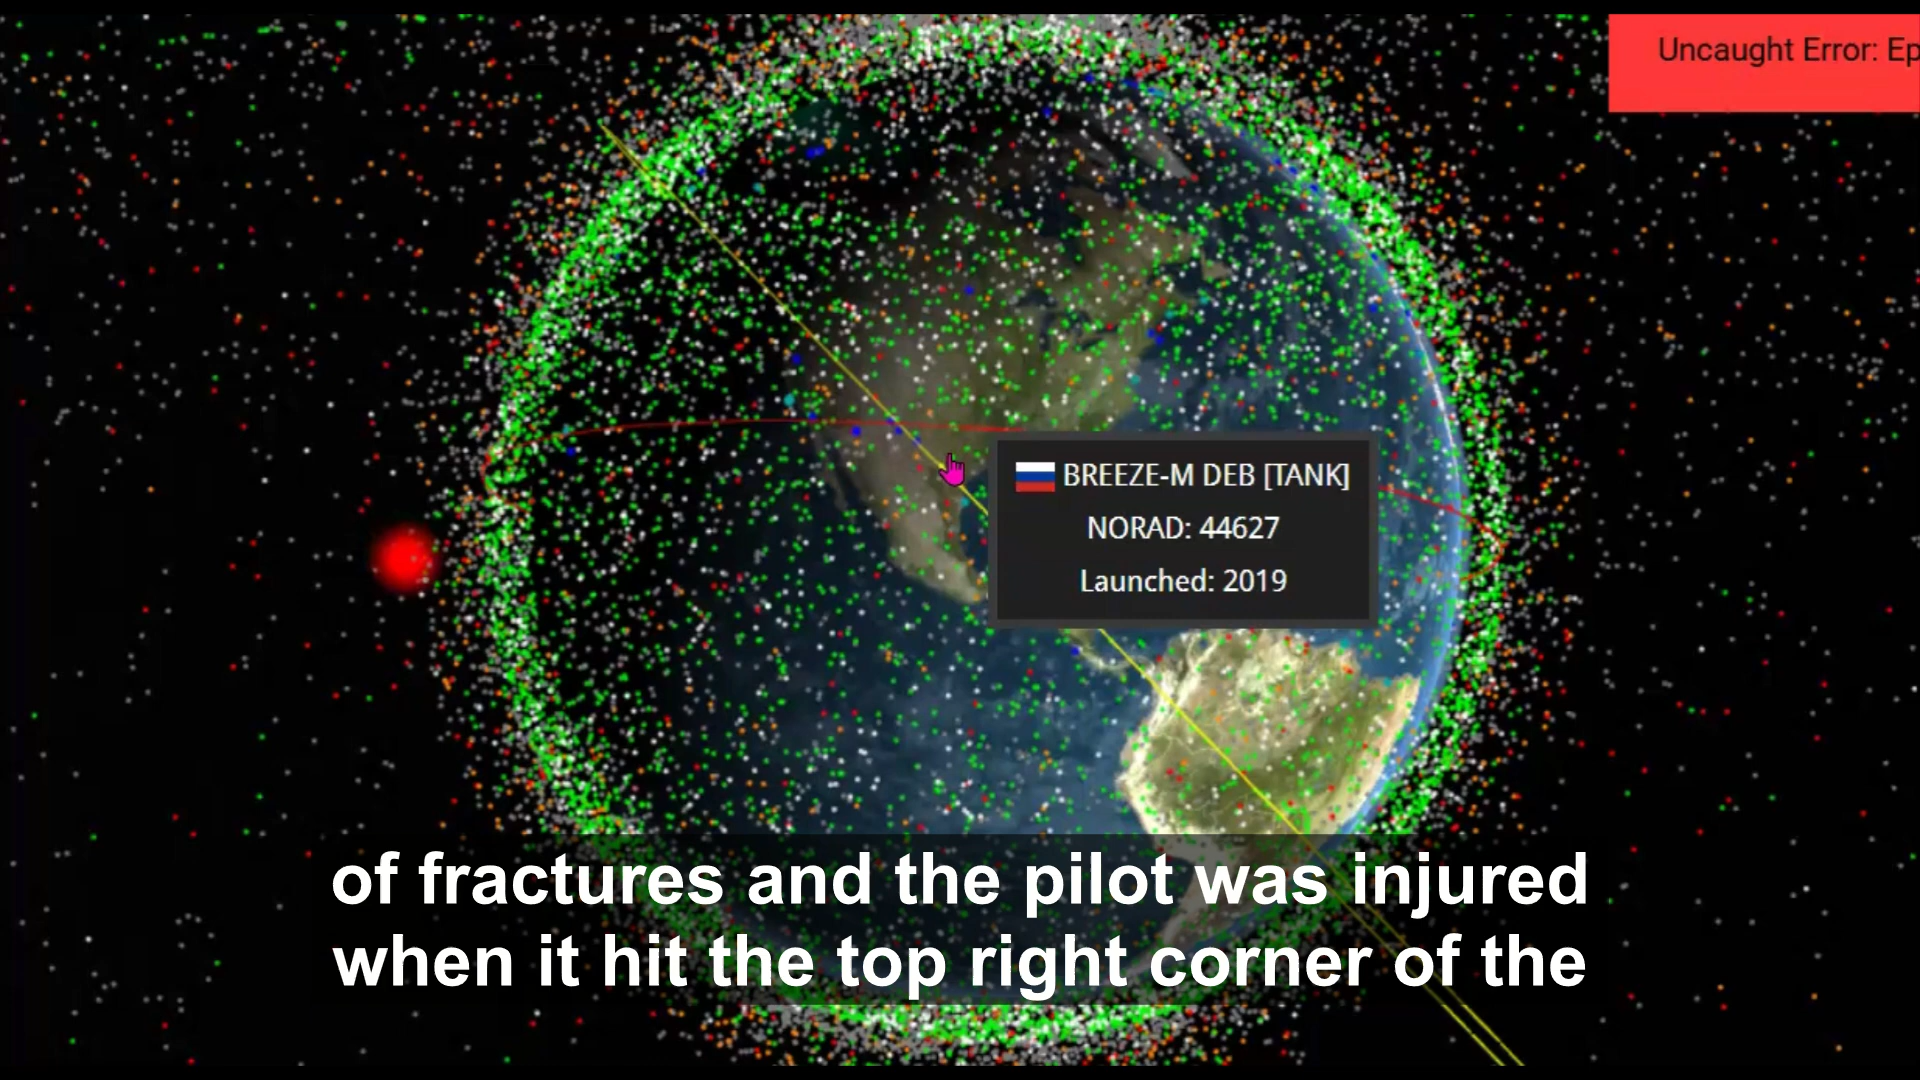 Uncaught Error: Ep
BREEZE-M DEB [TANK]
NORAD: 44627
Launched: 2019
of fractures and the pilot was injured
when it hit the top right corner of the